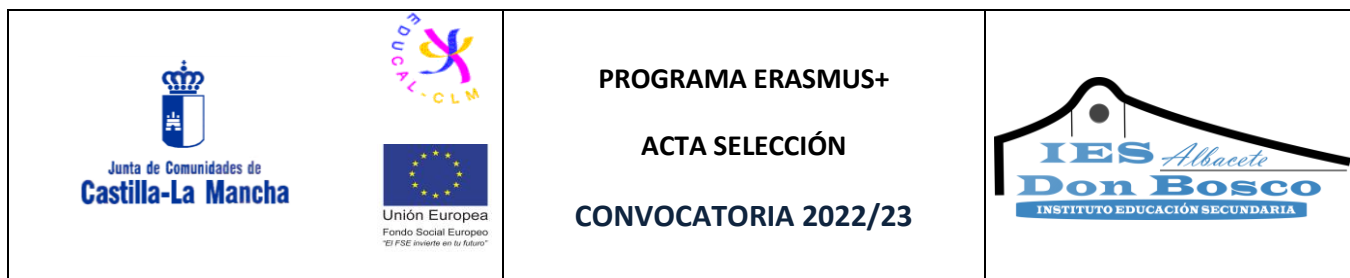 Junta de Comunidades de
Castilla-La Mancha
EDUCAL-CLM
Unión Europea
Fondo Social Europeo
"El FSE invierte en tu futuro"
PROGRAMA ERASMUS+
ACTA SELECCIÓN
CONVOCATORIA 2022/23
IES Albacete
Don Bosco
INSTITUTO EDUCACIÓN SECUNDARIA